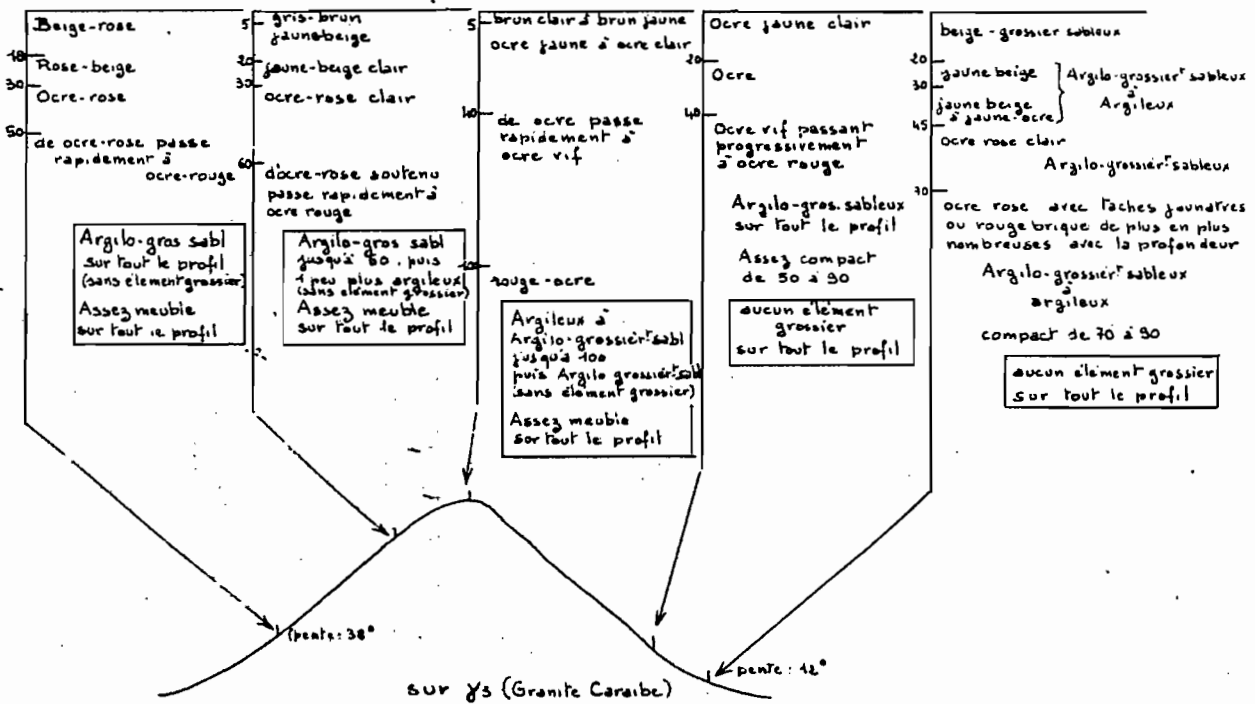 Beige-rose
10
Rose-beige
30
Ocre-rose
50
de ocre-rose passe
rapidement à
ocre-rouge
Argilo-gros sabl
sur tout le profil
(sans élément grossier)
Assez meuble
sur tout le profil
gris-brun
5
jaune beige
20
jaune-beige clair
30
ocre-rose clair
60
d'ocre-rose soutenu
passe rapidement à
ocre rouge
Argilo-gros sabl
jusqu'à 60, puis
1 peu plus argileux
(sans élément grossier)
Assez meuble
sur tout le profil
5
brun clair à brun jaune
ocre jaune à ocre clair
40
de ocre passe
rapidement à
ocre vif
100
rouge-ocre
Argileux à
Argilo-grossiert sabl
jusqu'à 100
puis Argilo grossiert sabl
(sans élément grossier)
Assez meuble
sor tout le profil
Ocre jaune clair
20
Ocre
40
Ocre vif passant
progressivement
à ocre rouge
Argilo-gros. sableux
sur tout le profil
Assez compact
de 50 à 90
aucun élément
grossier
sur tout le profil
beige-grossier sableux
20
jaune beige
30
jaune beige
à jaune-ocre
Argilo-grossiert sableux
à
Argileux
45
ocre rose clair
Argilo-grossiert sableux
70
ocre rose avec taches jaunatres
ou rouge brique de plus en plus
nombreuses avec la profondeur
Argilo-grossiert sableux
à
argileux
compact de 70 à 90
aucun élément grossier
sur tout le profil
(pente: 38°
pente: 12°
sur γ3 (Granite Caraibe)